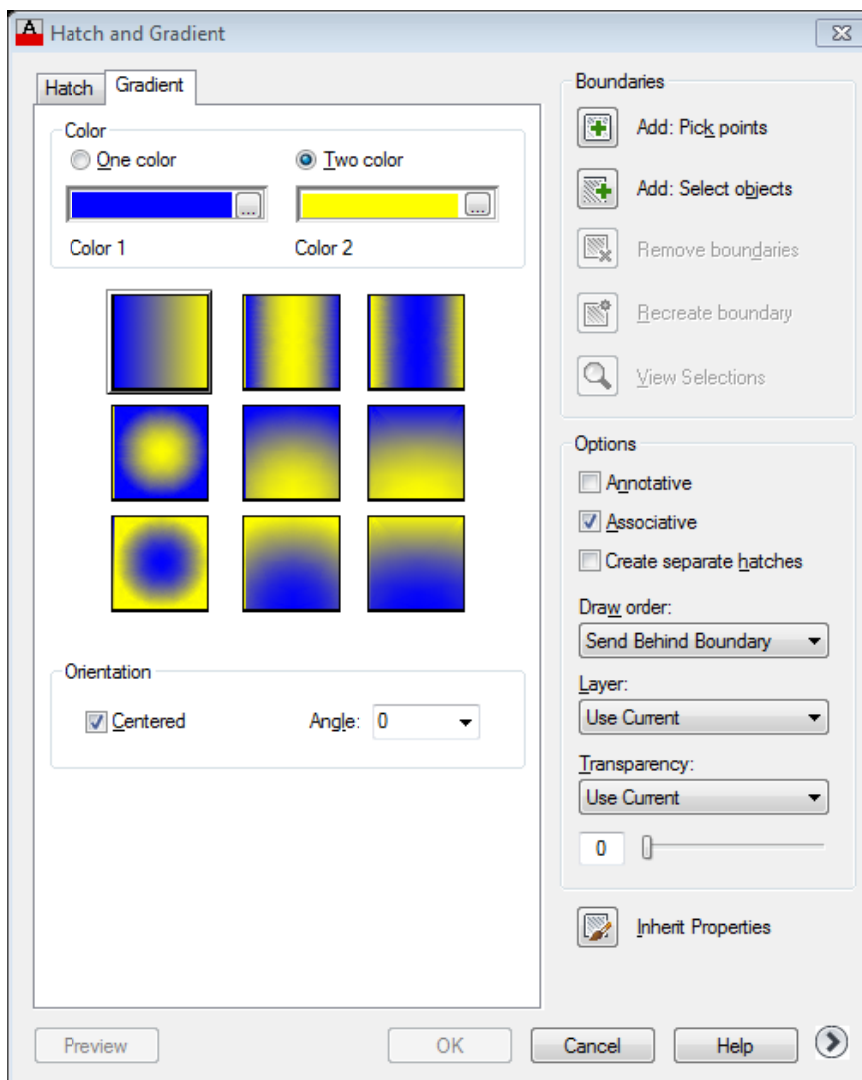 Hatch and Gradient
Hatch
Gradient
Color
One color
Two color
...
...
Color 1
Color 2
Orientation
Centered
Angle: 0
Boundaries
Add: Pick points
Add: Select objects
Remove boundaries
Recreate boundary
View Selections
Options
Annotative
Associative
Create separate hatches
Draw order:
Send Behind Boundary
Layer:
Use Current
Transparency:
Use Current
0
Inherit Properties
Preview
OK
Cancel
Help